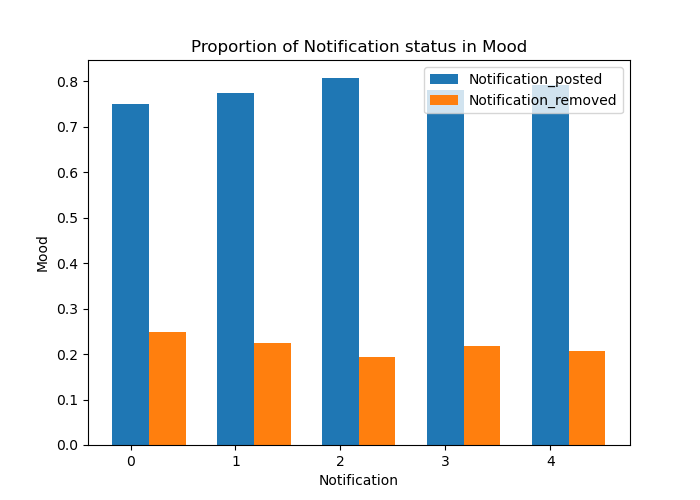 Proportion of Notification status in Mood
Notification_posted
Notification_removed
Mood
0.8
0.7
0.6
0.5
0.4
0.3
0.2
0.1
0.0
0 1 2 3 4
Notification